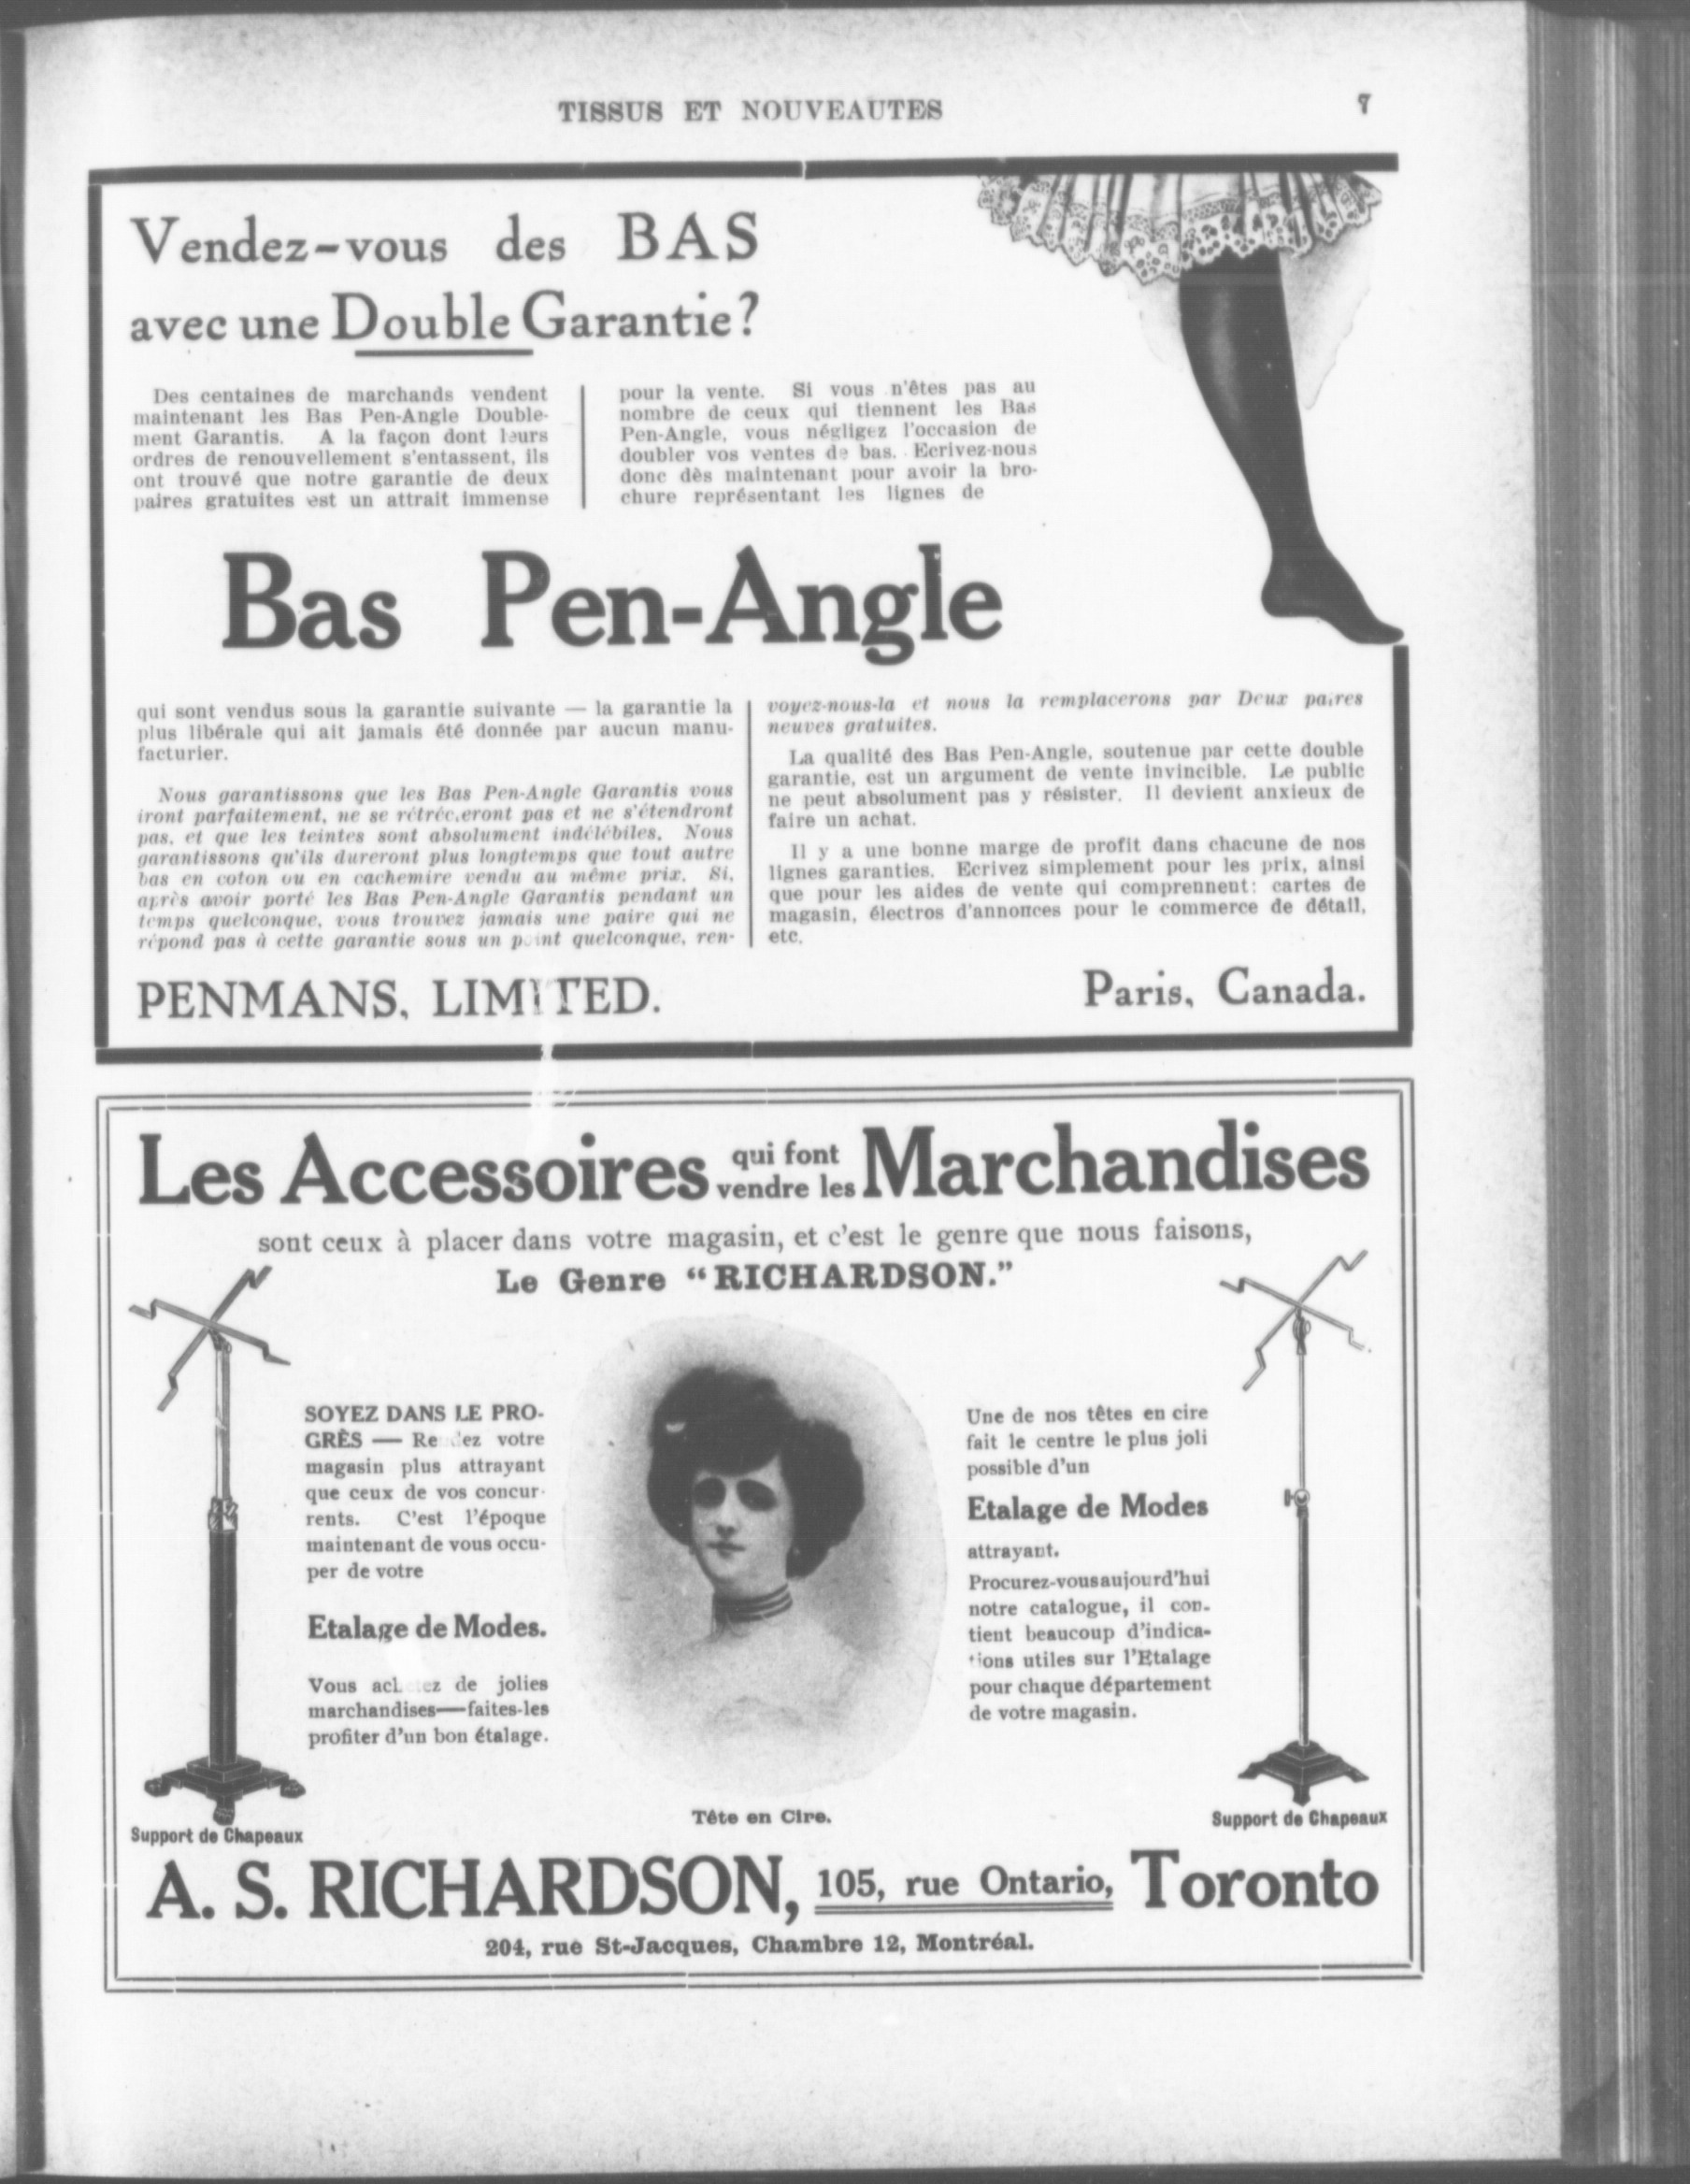 TISSUS ET NOUVEAUTES 7
Vendez-vous des BAS
avec une Double Garantie?
Des centaines de marchands vendent
maintenant les Bas Pen-Angle Double-
ment Garantis. A la façon dont leurs
ordres de renouvellement s'entassent, ils
ont trouvé que notre garantie de deux
paires gratuites est un attrait immense
pour la vente. Si vous n'êtes pas au
nombre de ceux qui tiennent les Bas
Pen-Angle, vous négligez l'occasion de
doubler vos ventes de bas. Ecrivez-nous
donc dès maintenant pour avoir la bro-
chure représentant les lignes de
Bas Pen-Angle
qui sont vendus sous la garantie suivante — la garantie la
plus libérale qui ait jamais été donnée par aucun manu-
facturier.
Nous garantissons que les Bas Pen-Angle Garantis vous
iront parfaitement, ne se rétréciront pas et ne s'étendront
pas, et que les teintes sont absolument indélébiles. Nous
garantissons qu'ils dureront plus longtemps que tout autre
bas en coton ou en cachemire vendu au même prix. Si,
après avoir porté les Bas Pen-Angle Garantis pendant un
temps quelconque, vous trouvez jamais une paire qui ne
répond pas à cette garantie sous un point quelconque, ren-
voyez-nous-la et nous la remplacerons par Deux paires
neuves gratuites.
La qualité des Bas Pen-Angle, soutenue par cette double
garantie, est un argument de vente invincible. Le public
ne peut absolument pas y résister. Il devient anxieux de
faire un achat.
Il y a une bonne marge de profit dans chacune de nos
lignes garanties. Ecrivez simplement pour les prix, ainsi
que pour les aides de vente qui comprennent: cartes de
magasin, électros d'annonces pour le commerce de détail,
etc.
PENMANS, LIMITED. Paris, Canada.
Les Accessoires qui font vendre les Marchandises
sont ceux à placer dans votre magasin, et c'est le genre que nous faisons,
Le Genre "RICHARDSON."
SOYEZ DANS LE PRO-
GRÈS — Rendez votre
magasin plus attrayant
que ceux de vos concur-
rents. C'est l'époque
maintenant de vous occu-
per de votre
Etalage de Modes.
Vous achetez de jolies
marchandises—faites-les
profiter d'un bon étalage.
Une de nos têtes en cire
fait le centre le plus joli
possible d'un
Etalage de Modes
attrayant.
Procurez-vous aujourd'hui
notre catalogue, il con-
tient beaucoup d'indica-
tions utiles sur l'Etalage
pour chaque département
de votre magasin.
Support de Chapeaux
Tête en Cire.
Support de Chapeaux
A. S. RICHARDSON, 105, rue Ontario, Toronto
204, rue St-Jacques, Chambre 12, Montréal.